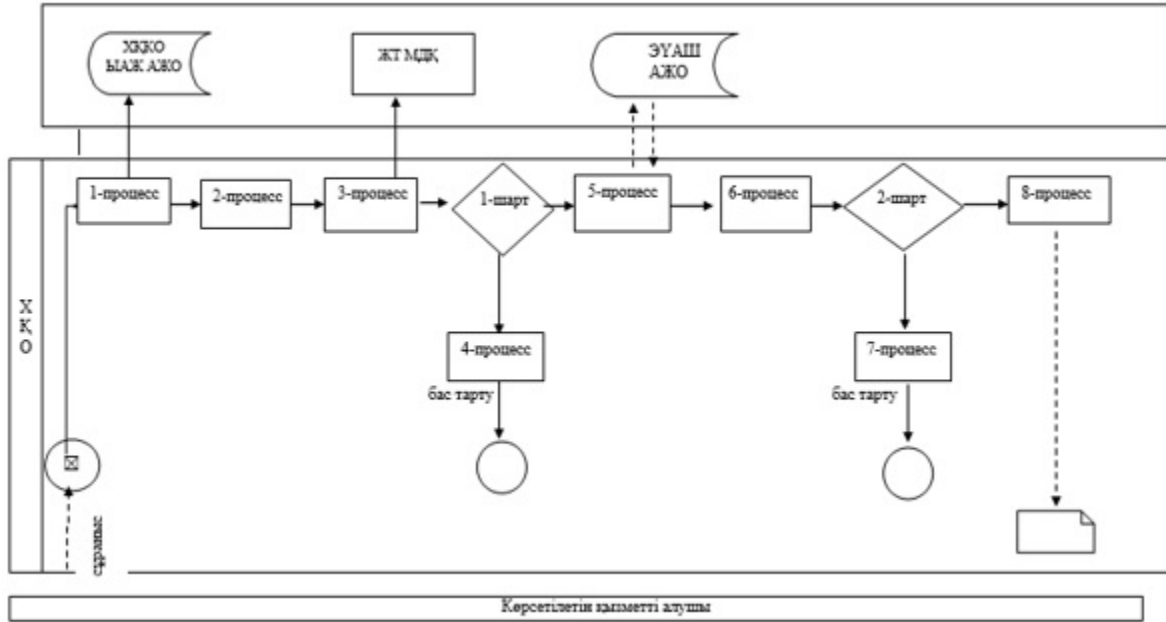 ХҚКО
ЫАЖ АЖО
ЖТ МДҚ
ЭҮАШ
АЖО
1-процесс
2-процесс
3-процесс
1-шарт
5-процесс
6-процесс
2-шарт
8-процесс
Х
Қ
О
4-процесс
7-процесс
бас тарту
бас тарту
сұраныс
Көрсетілетін қызметті алушы